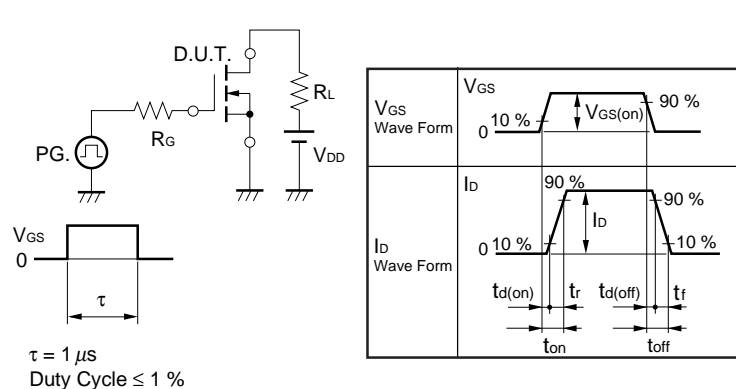 D.U.T.
RL
RG
PG.
VDD
VGS
0
τ
τ = 1 μs
Duty Cycle ≤ 1 %
VGS
Wave Form
VGS
10 %
0
VGS(on)
90 %
ID
Wave Form
ID
90 %
0 10 %
ID
90 %
10 %
td(on) tr td(off) tf
ton toff